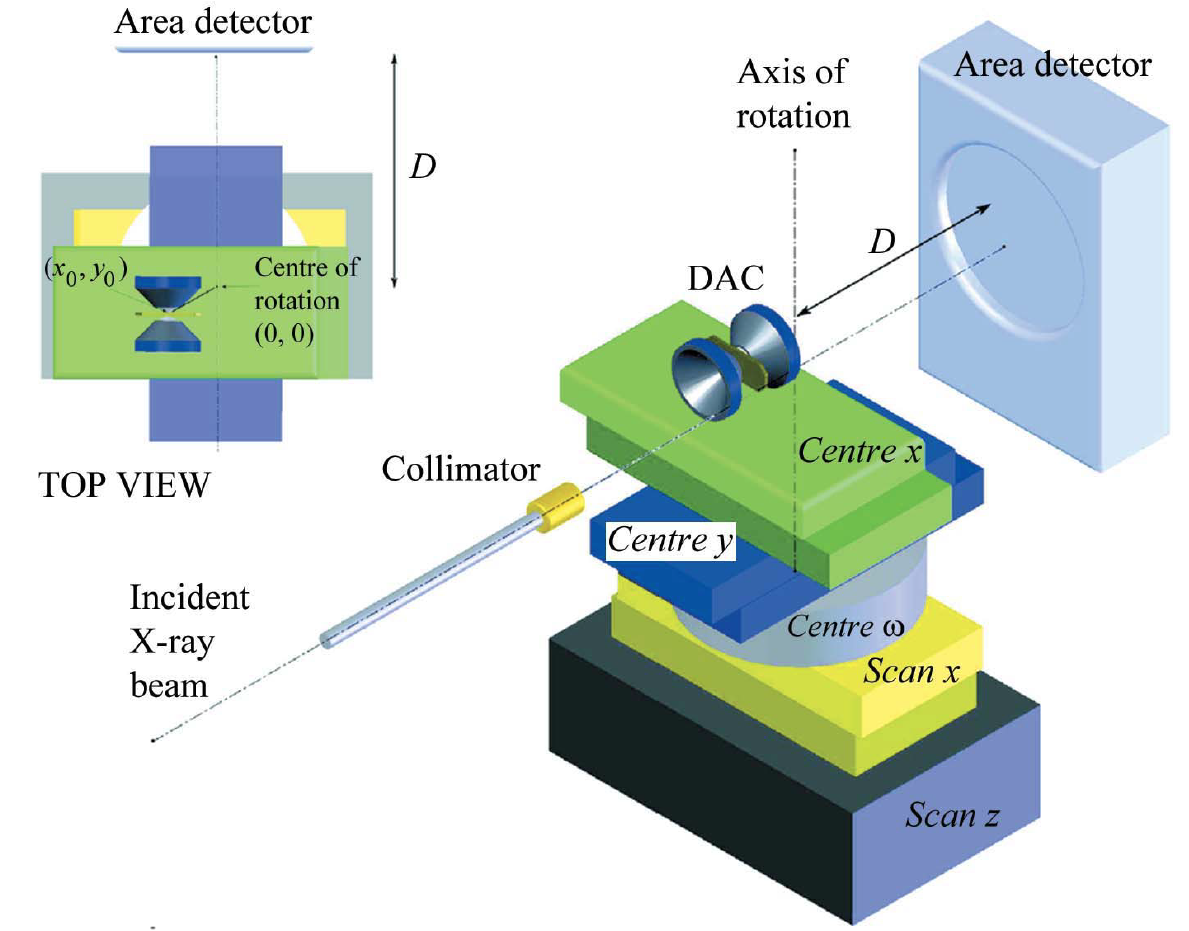 Area detector
D
(x₀, y₀)
Centre of
rotation
(0, 0)
TOP VIEW
Axis of
rotation
Area detector
D
DAC
Collimator
Incident
X-ray
beam
Centre x
Centre y
Centre ω
Scan x
Scan z